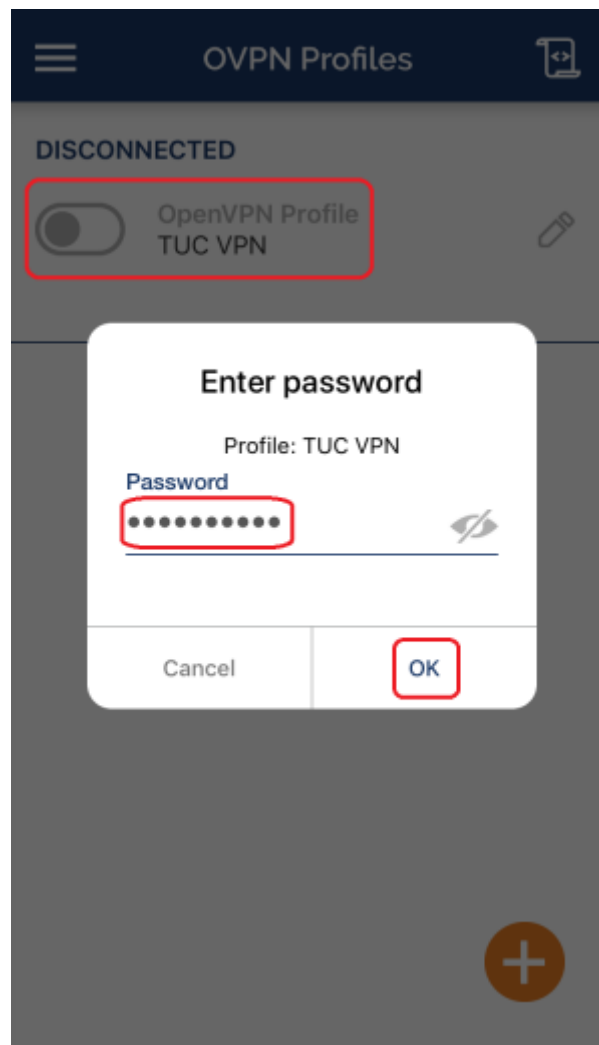 OVPN Profiles
DISCONNECTED
OpenVPN Profile
TUC VPN
Enter password
Profile: TUC VPN
Password
••••••••••
Cancel
OK